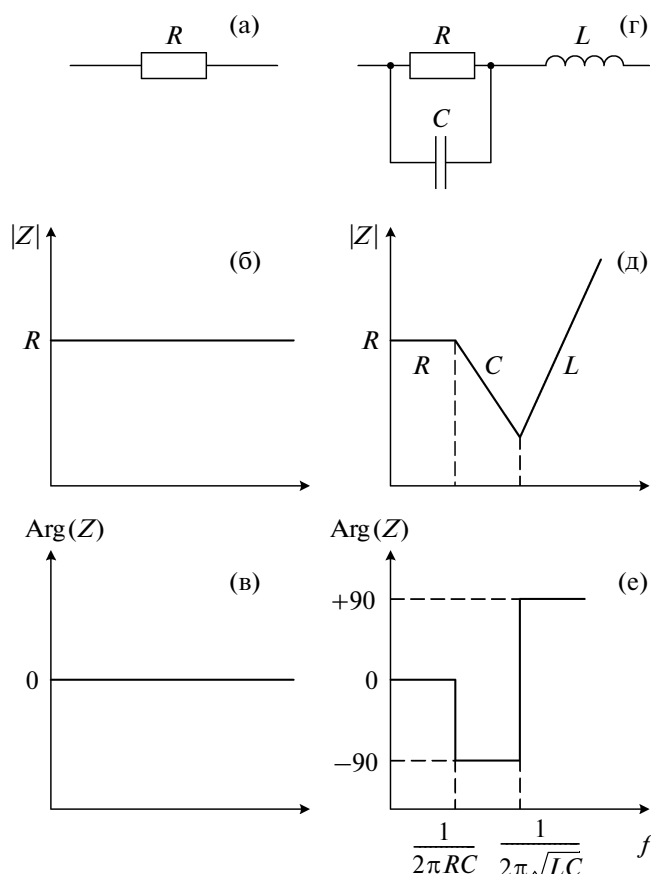 (а)
R
(г)
R
L
C
|Z|
(б)
R
|Z|
(д)
R
R
C
L
Arg(Z)
(в)
0
Arg(Z)
(е)
+90
0
−90
1/2πRC
1/2π√LC
f